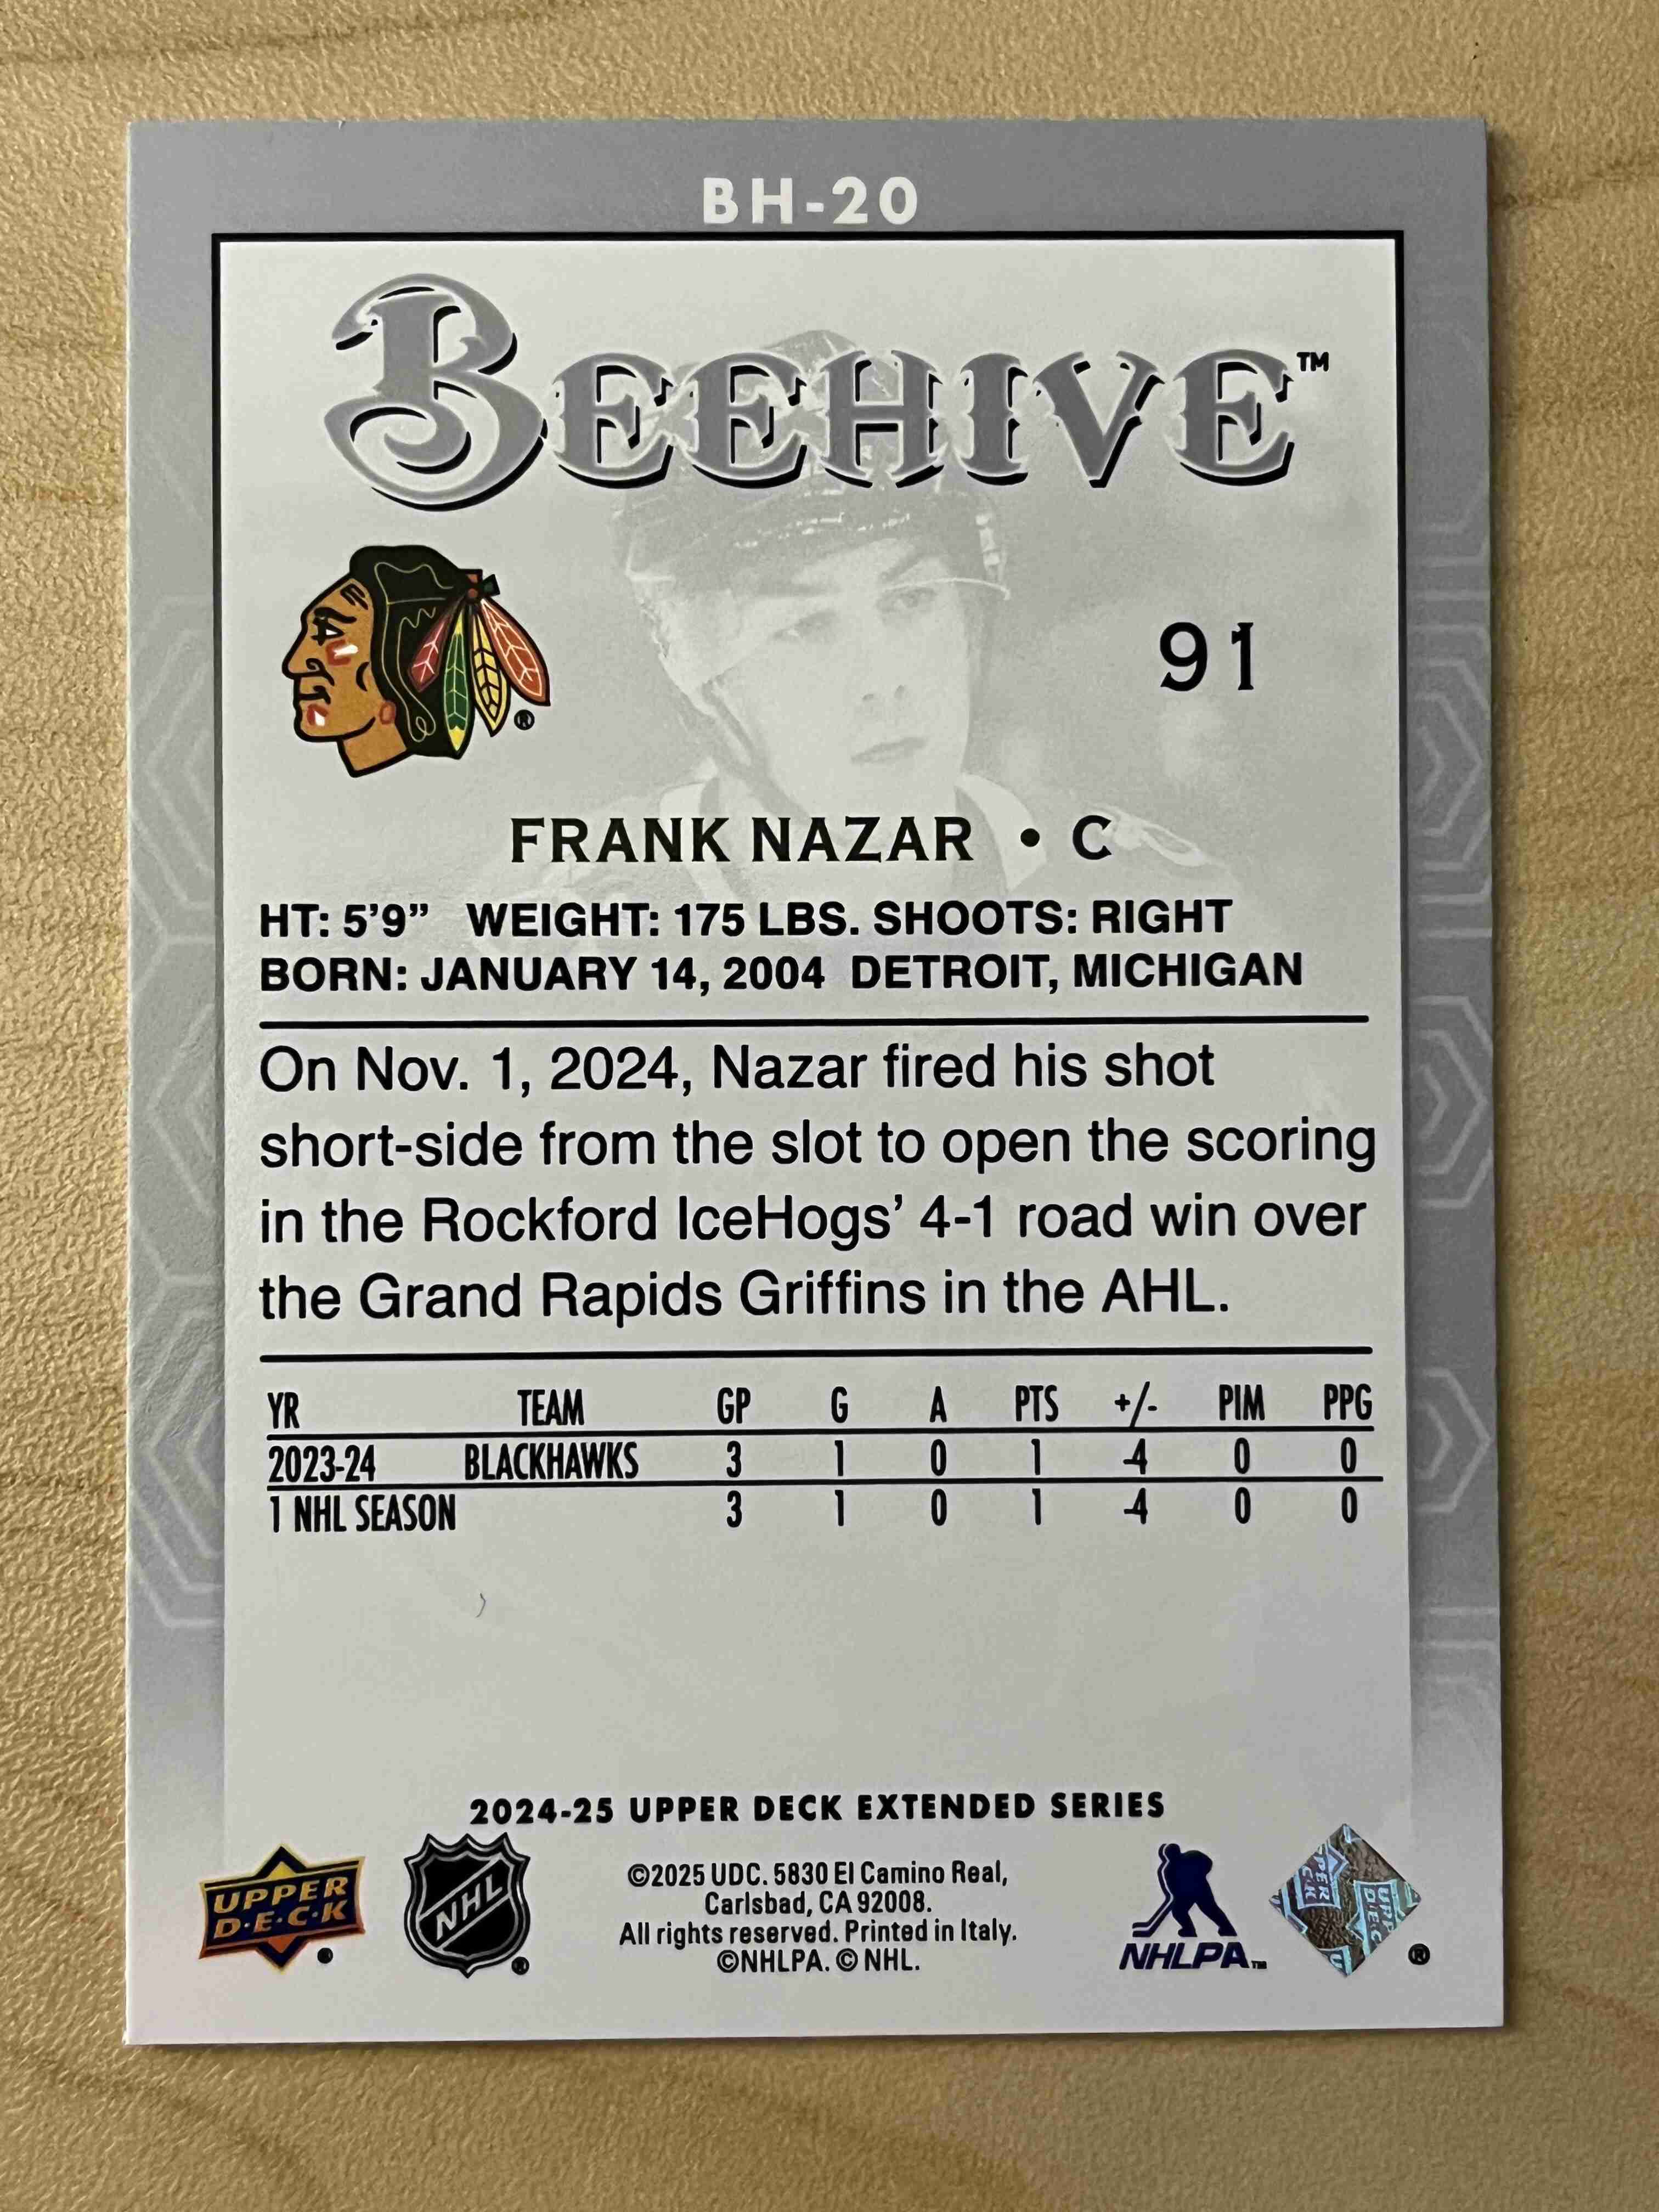 BH-20
BEEHIVE™
91
FRANK NAZAR • C
HT: 5’9” WEIGHT: 175 LBS. SHOOTS: RIGHT
BORN: JANUARY 14, 2004 DETROIT, MICHIGAN
On Nov. 1, 2024, Nazar fired his shot
short-side from the slot to open the scoring
in the Rockford IceHogs’ 4-1 road win over
the Grand Rapids Griffins in the AHL.
YR TEAM GP G A PTS +/- PIM PPG
2023-24 BLACKHAWKS 3 1 0 1 -4 0 0
1 NHL SEASON 3 1 0 1 -4 0 0
2024-25 UPPER DECK EXTENDED SERIES
UPPER
D·E·C·K
NHL
©2025 UDC. 5830 El Camino Real,
Carlsbad, CA 92008.
All rights reserved. Printed in Italy.
©NHLPA. © NHL.
NHLPA™
®